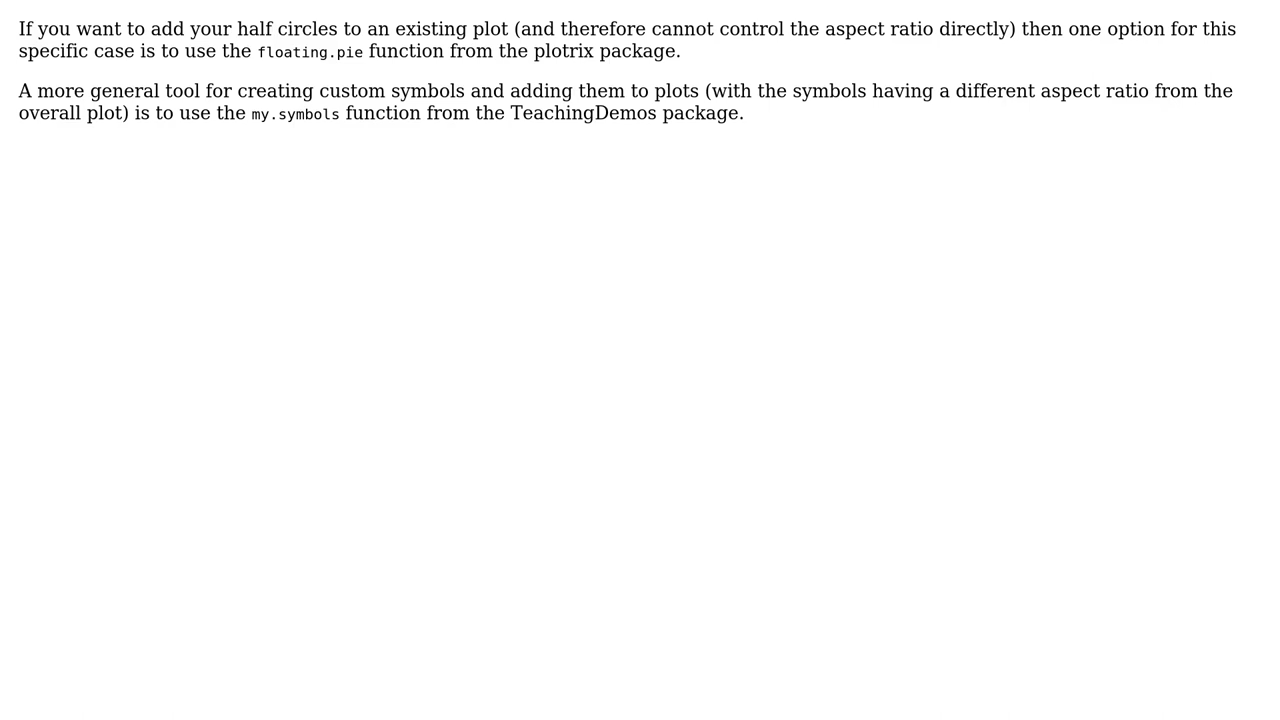 If you want to add your half circles to an existing plot (and therefore cannot control the aspect ratio directly) then one option for this
specific case is to use the floating.pie function from the plotrix package.
A more general tool for creating custom symbols and adding them to plots (with the symbols having a different aspect ratio from the
overall plot) is to use the my.symbols function from the TeachingDemos package.